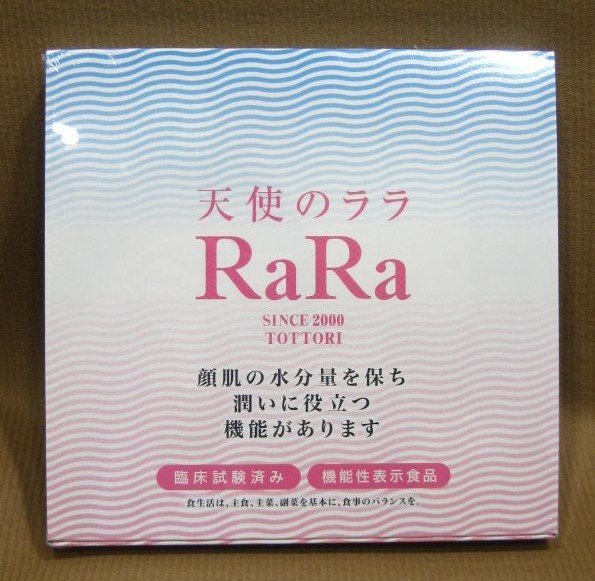 天使のララ
RaRa
SINCE 2000
TOTTORI
顔肌の水分量を保ち
潤いに役立つ
機能があります
臨床試験済み 機能性表示食品
食生活は、主食、主菜、副菜を基本に、食事のバランスを。